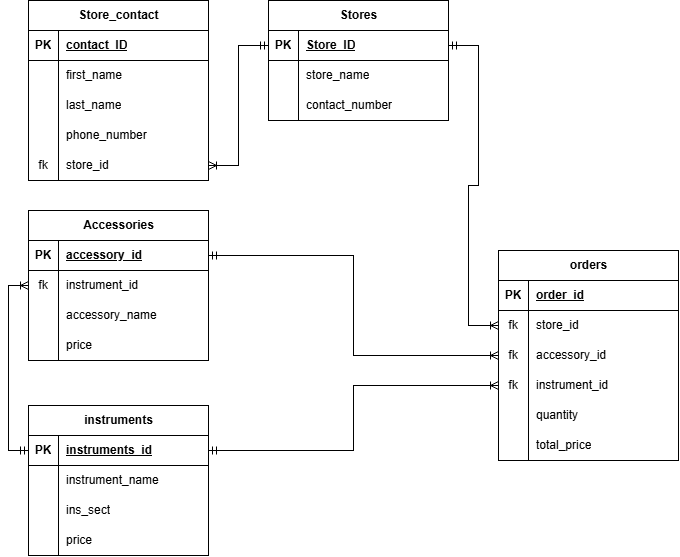 Store_contact
PK contact_ID
first_name
last_name
phone_number
fk store_id
Stores
PK Store_ID
store_name
contact_number
Accessories
PK accessory_id
fk instrument_id
accessory_name
price
instruments
PK instruments_id
instrument_name
ins_sect
price
orders
PK order_id
fk store_id
fk accessory_id
fk instrument_id
quantity
total_price